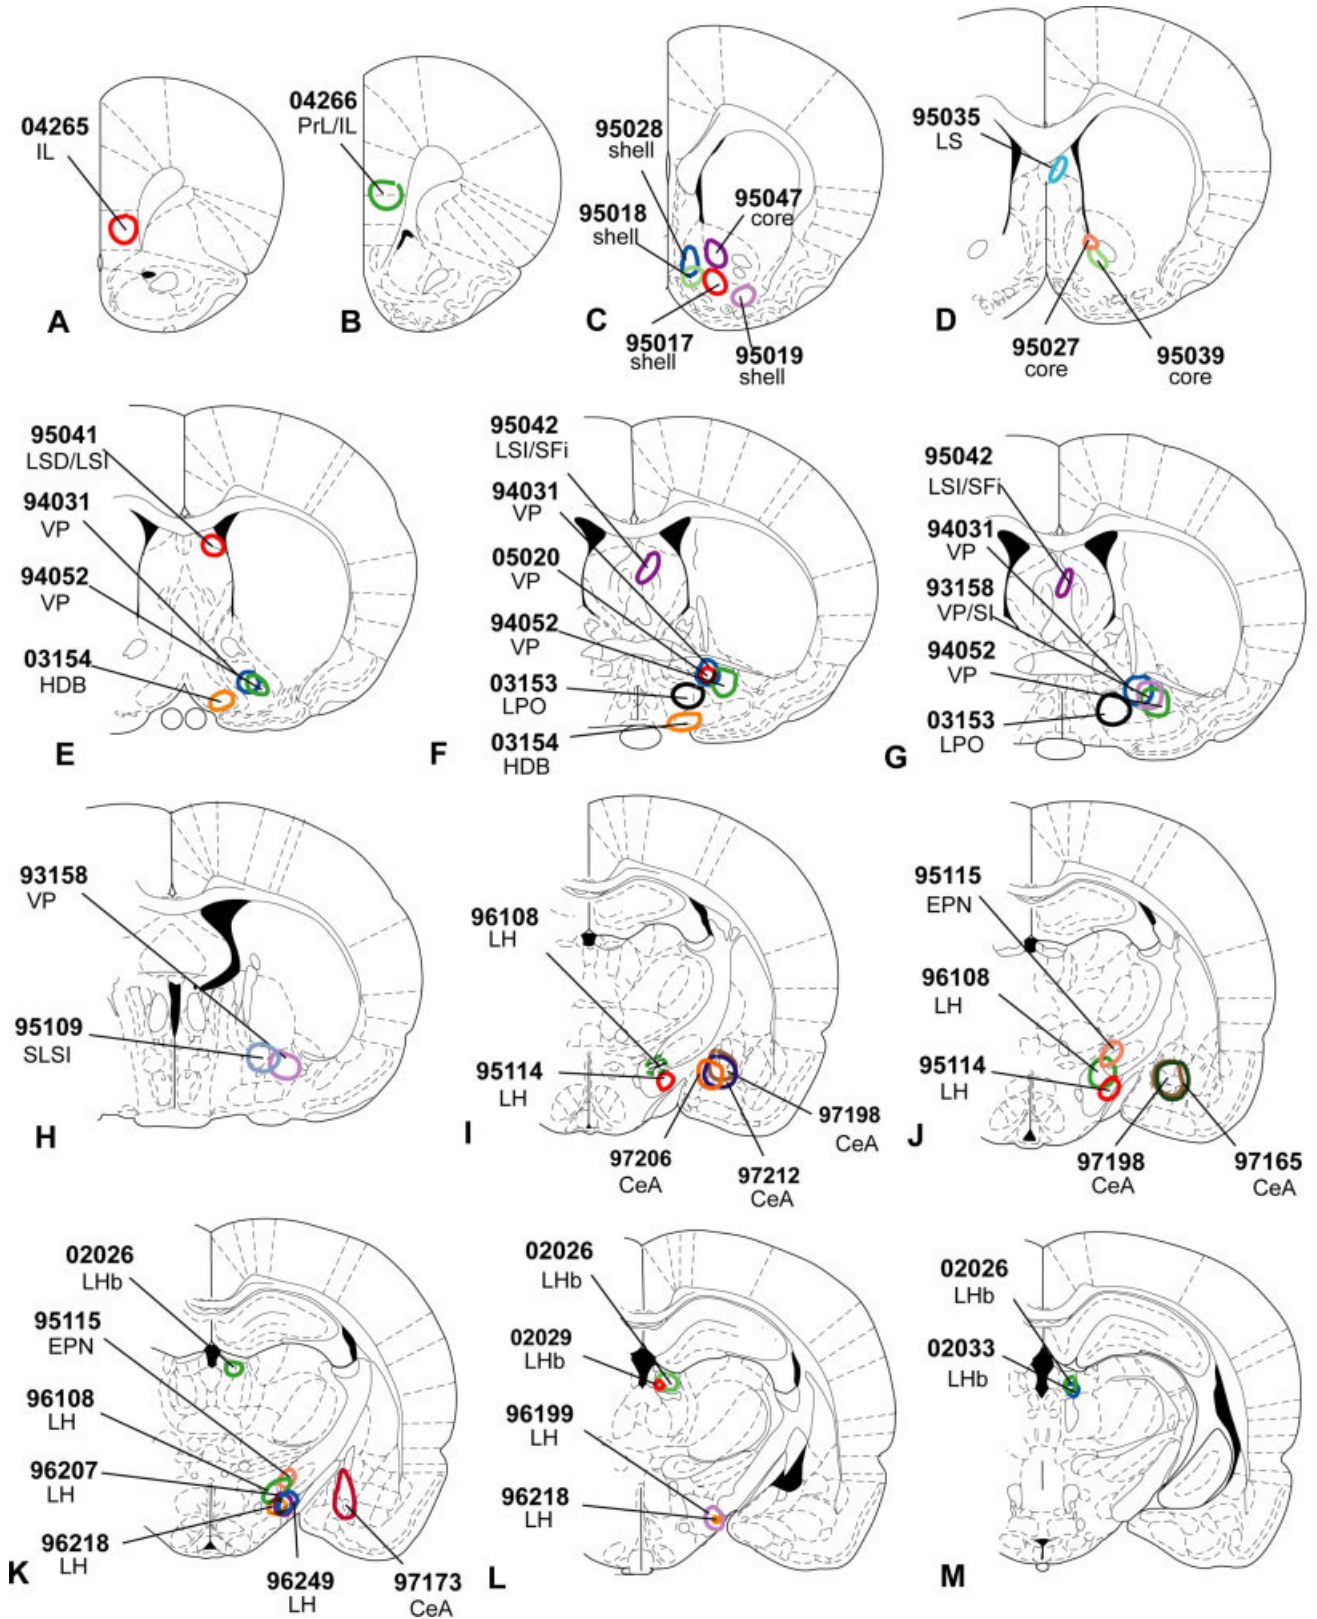 04265
IL
A
04266
PrL/IL
B
95028
shell
95018
shell
95047
core
95017
shell
95019
shell
C
95035
LS
95027
core
95039
core
D
95041
LSD/LSI
94031
VP
94052
VP
03154
HDB
E
95042
LSI/SFi
94031
VP
05020
VP
94052
VP
03153
LPO
03154
HDB
F
95042
LSI/SFi
94031
VP
93158
VP/SI
94052
VP
03153
LPO
G
93158
VP
95109
SLSI
H
96108
LH
95114
LH
97206
CeA
97212
CeA
97198
CeA
I
95115
EPN
96108
LH
95114
LH
97198
CeA
97165
CeA
J
02026
LHb
95115
EPN
96108
LH
96207
LH
96218
LH
96249
LH
97173
CeA
K
02026
LHb
02029
LHb
96199
LH
96218
LH
L
02026
LHb
02033
LHb
M